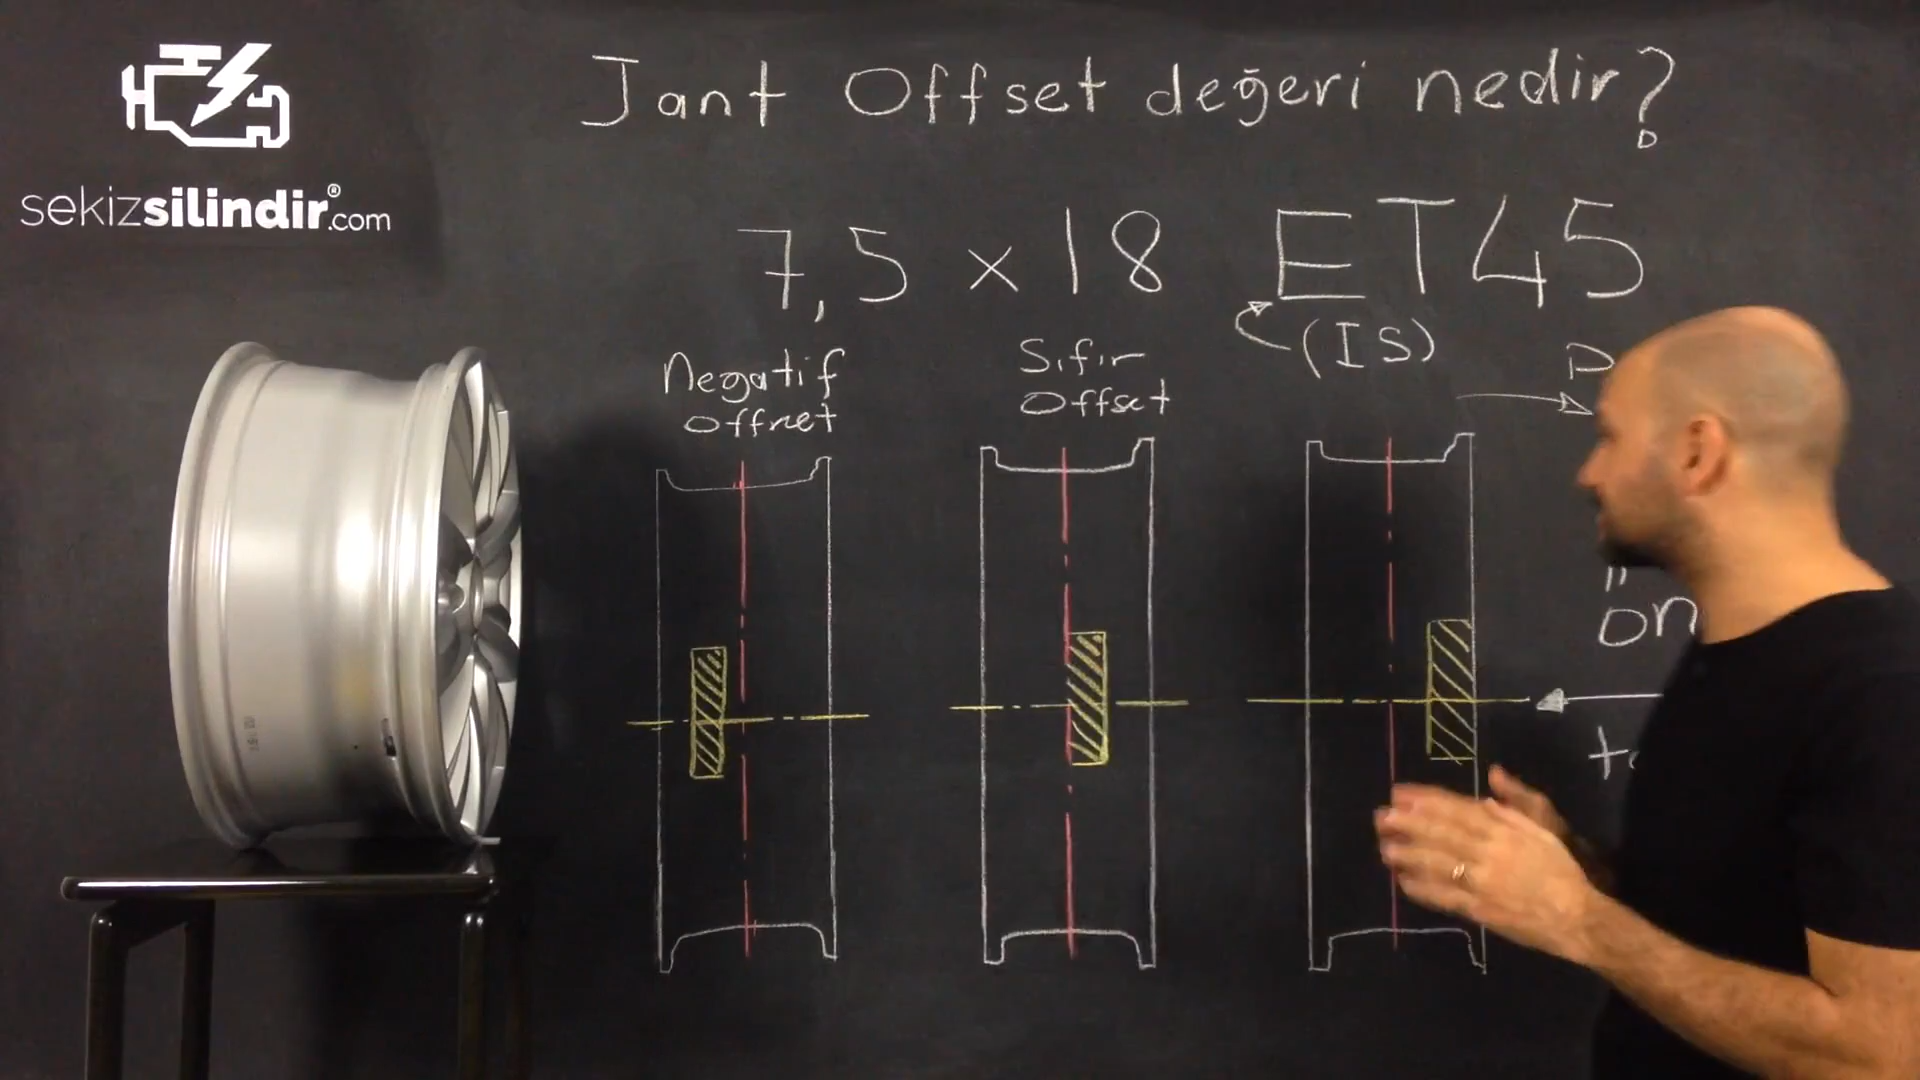 sekizsilindir®.com
Jant Offset değeri nedir?
7,5 x 18 ET45
(IS)
Negatif
Offset
Sıfır
Offset
ön